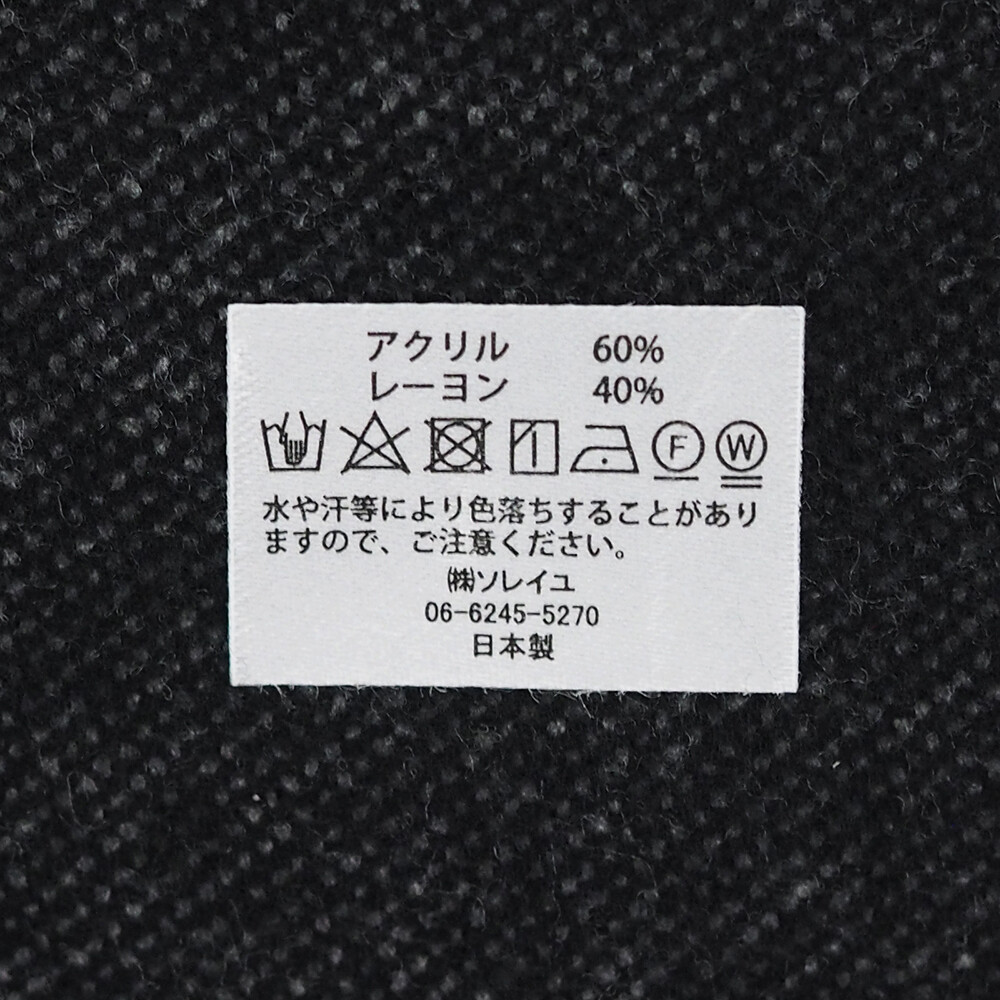 アクリル 60%
レーヨン 40%
F W
水や汗等により色落ちすることがあり
ますので、ご注意ください。
㈱ソレイユ
06-6245-5270
日本製